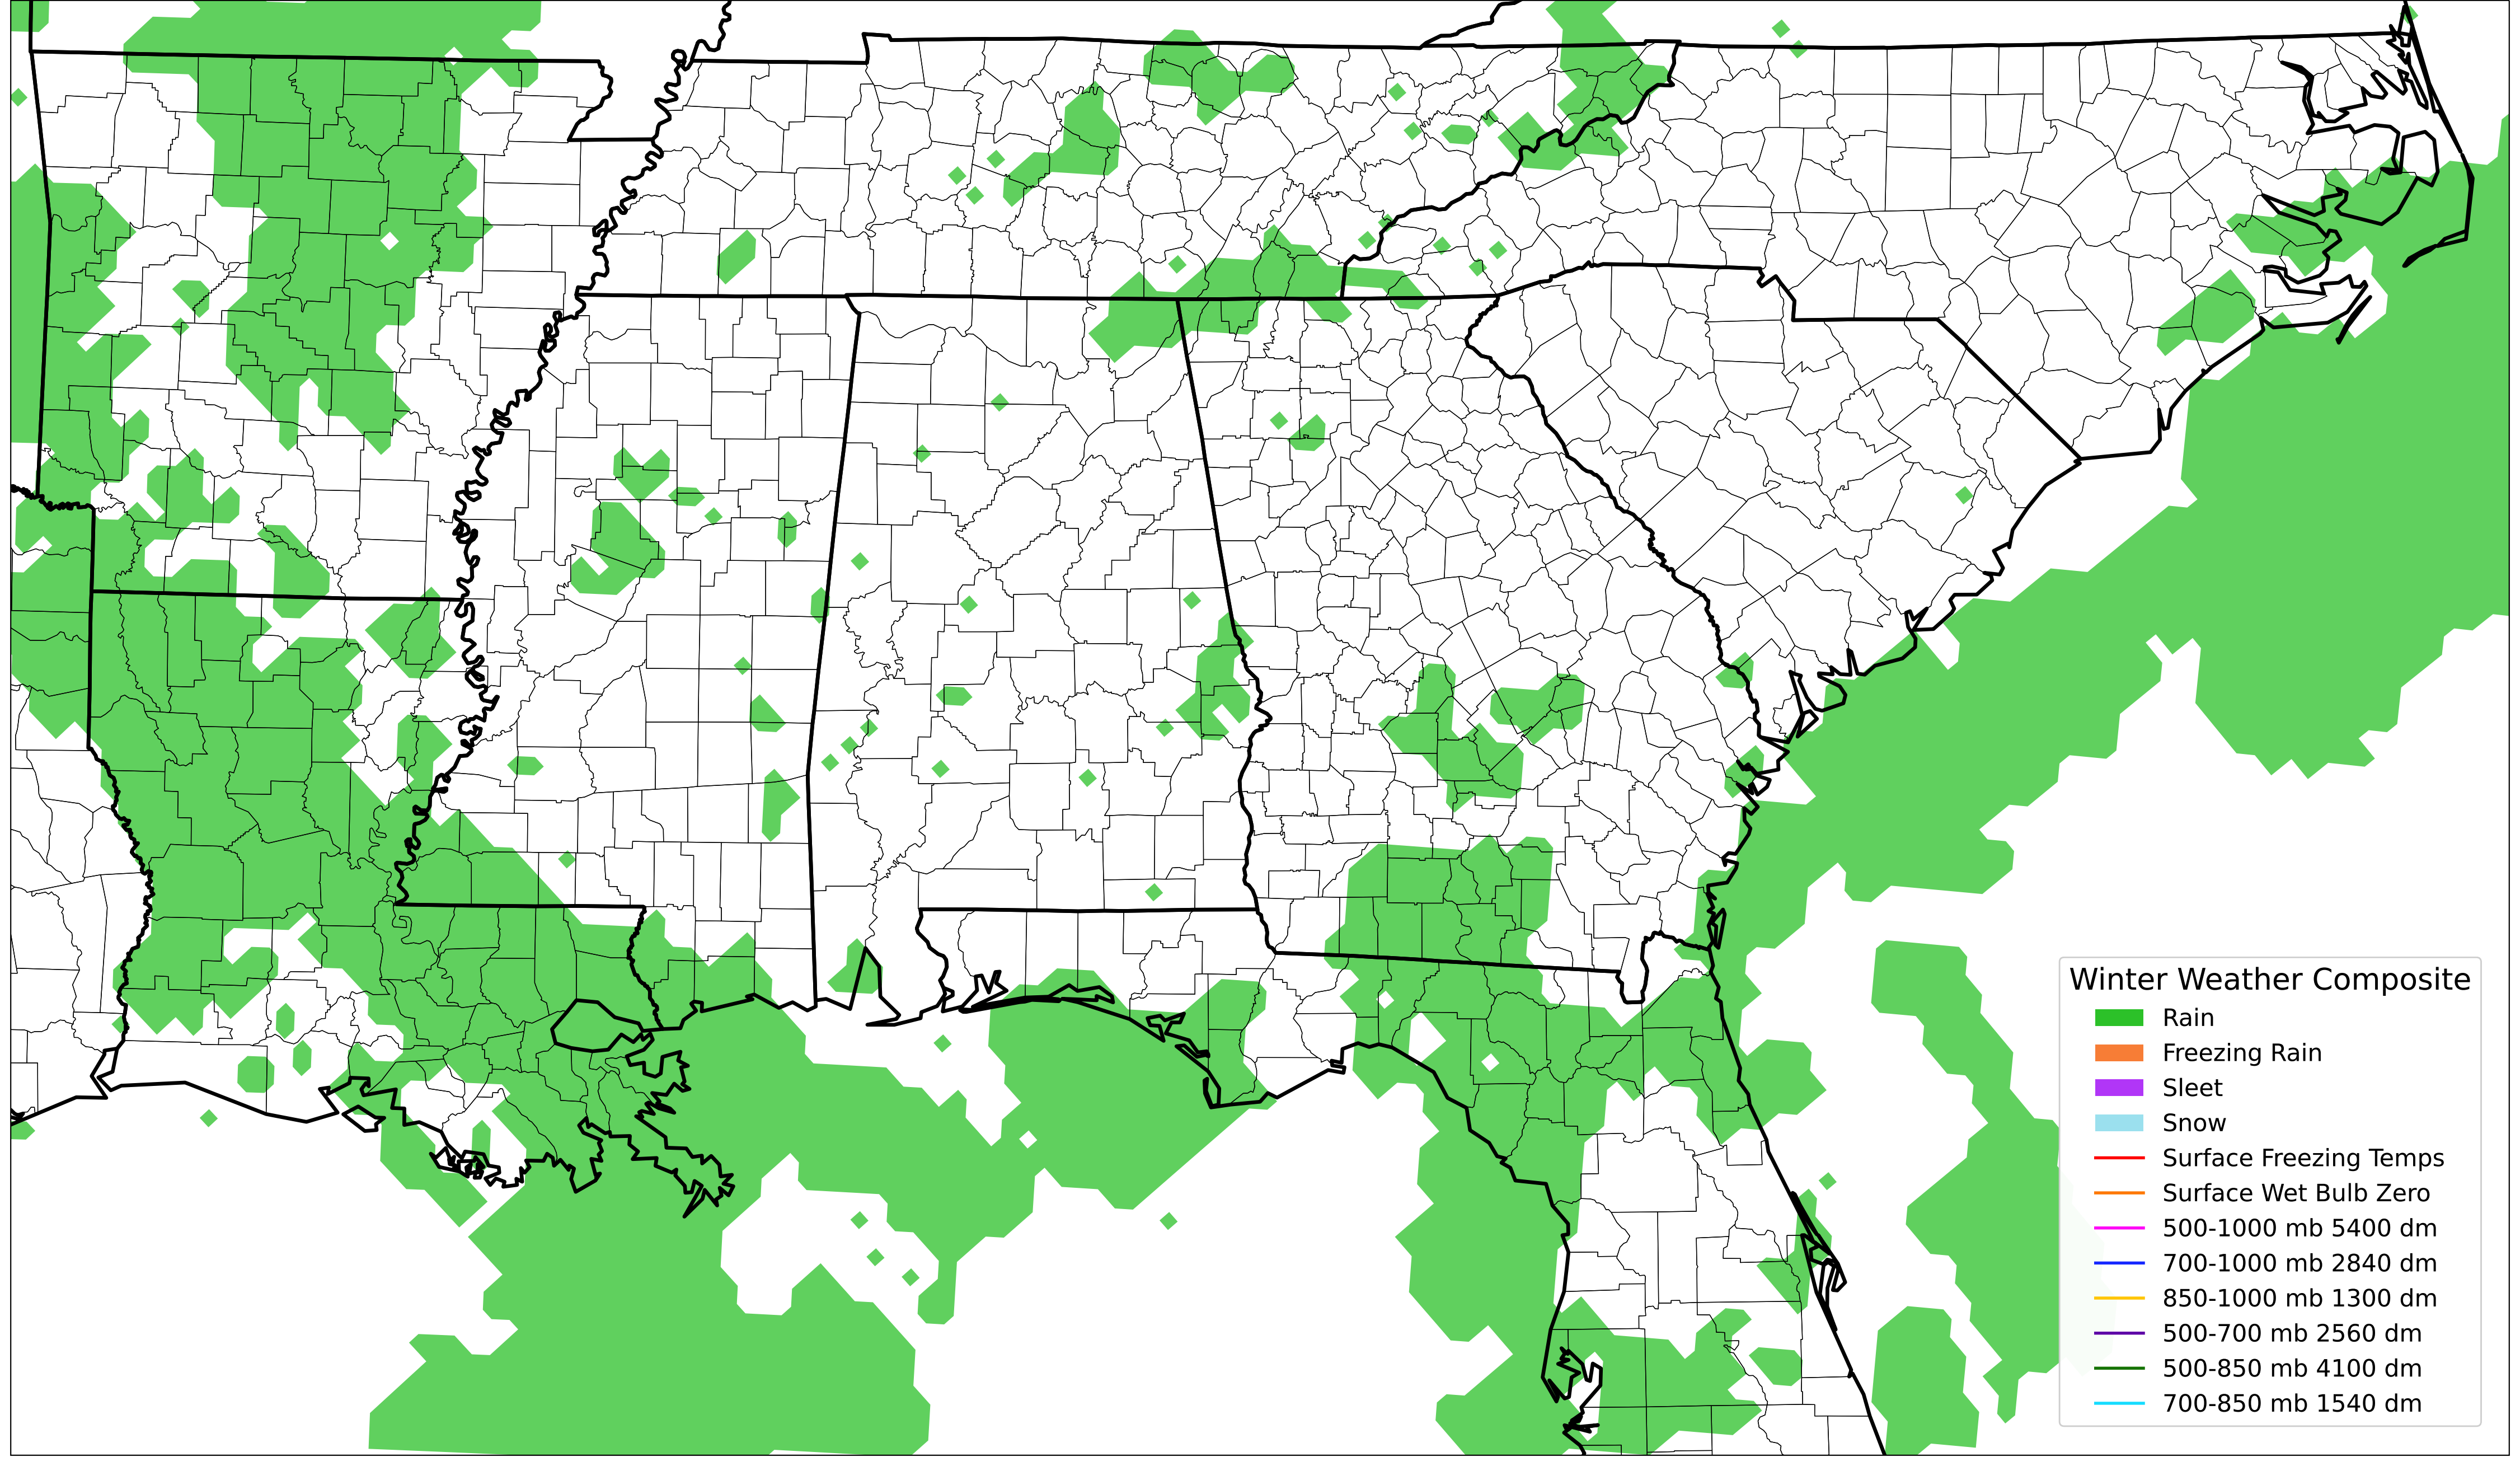 Winter Weather Composite
Rain
Freezing Rain
Sleet
Snow
Surface Freezing Temps
Surface Wet Bulb Zero
500-1000 mb 5400 dm
700-1000 mb 2840 dm
850-1000 mb 1300 dm
500-700 mb 2560 dm
500-850 mb 4100 dm
700-850 mb 1540 dm